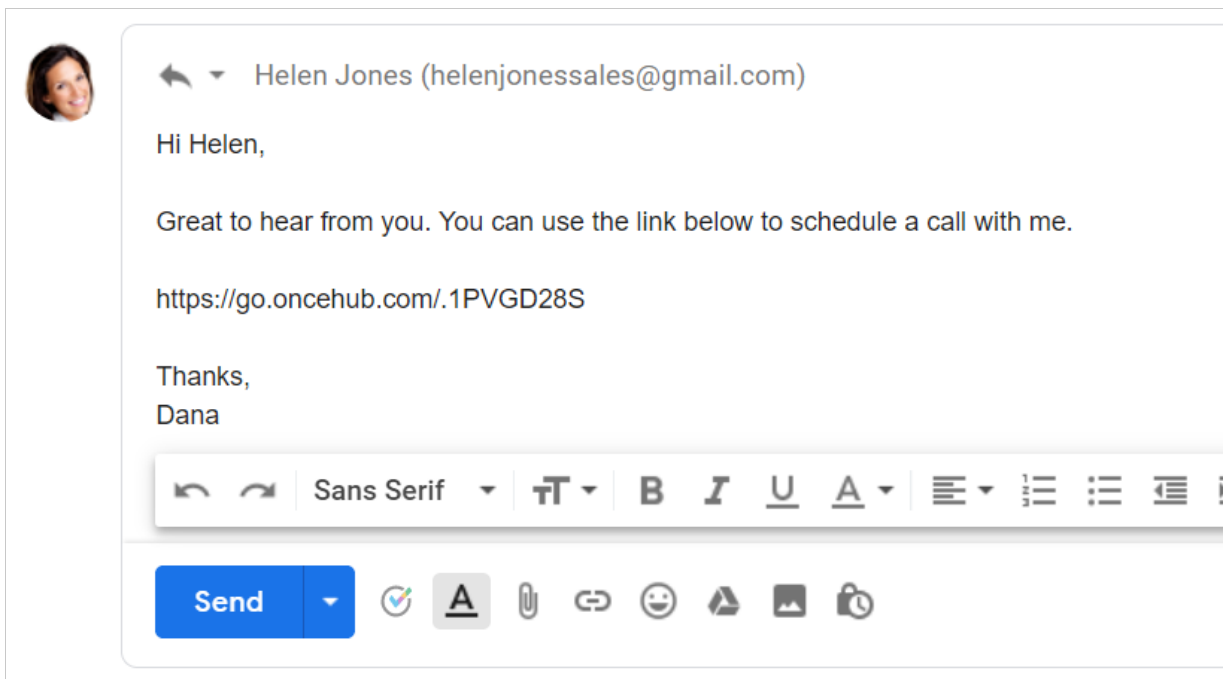 Helen Jones (helenjonessales@gmail.com)
Hi Helen,
Great to hear from you. You can use the link below to schedule a call with me.
https://go.oncehub.com/.1PVGD28S
Thanks,
Dana
Sans Serif TT B I U A
Send A